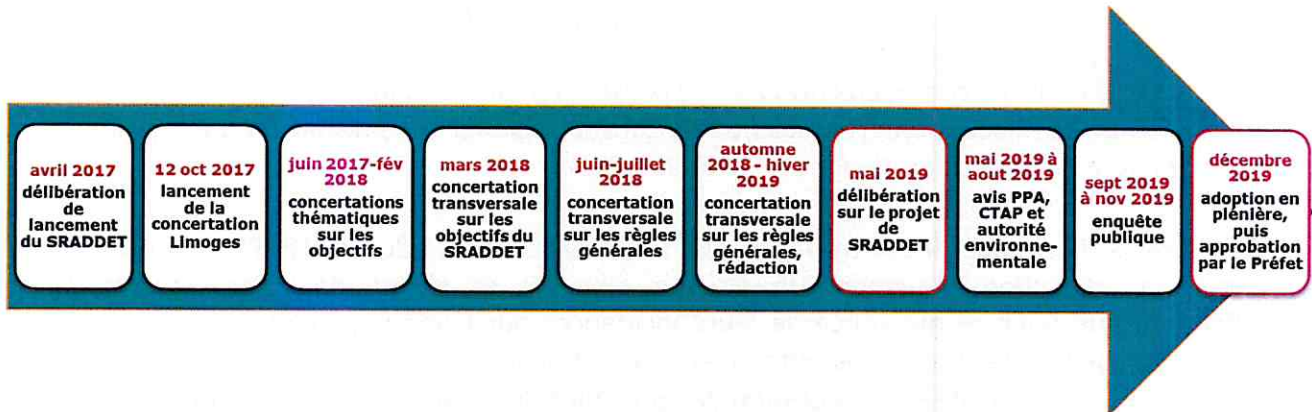 avril 2017
délibération
de
lancement
du SRADDET
12 oct 2017
lancement
de la
concertation
Limoges
juin 2017-fév
2018
concertations
thématiques
sur les
objectifs
mars 2018
concertation
transversale
sur les
objectifs du
SRADDET
juin-juillet
2018
concertation
transversale
sur les règles
générales
automne
2018 - hiver
2019
concertation
transversale
sur les règles
générales,
rédaction
mai 2019
délibération
sur le projet
de
SRADDET
mai 2019 à
aout 2019
avis PPA,
CTAP et
autorité
environne-
mentale
sept 2019
à nov 2019
enquête
publique
décembre
2019
adoption en
plénière,
puis
approbation
par le Préfet